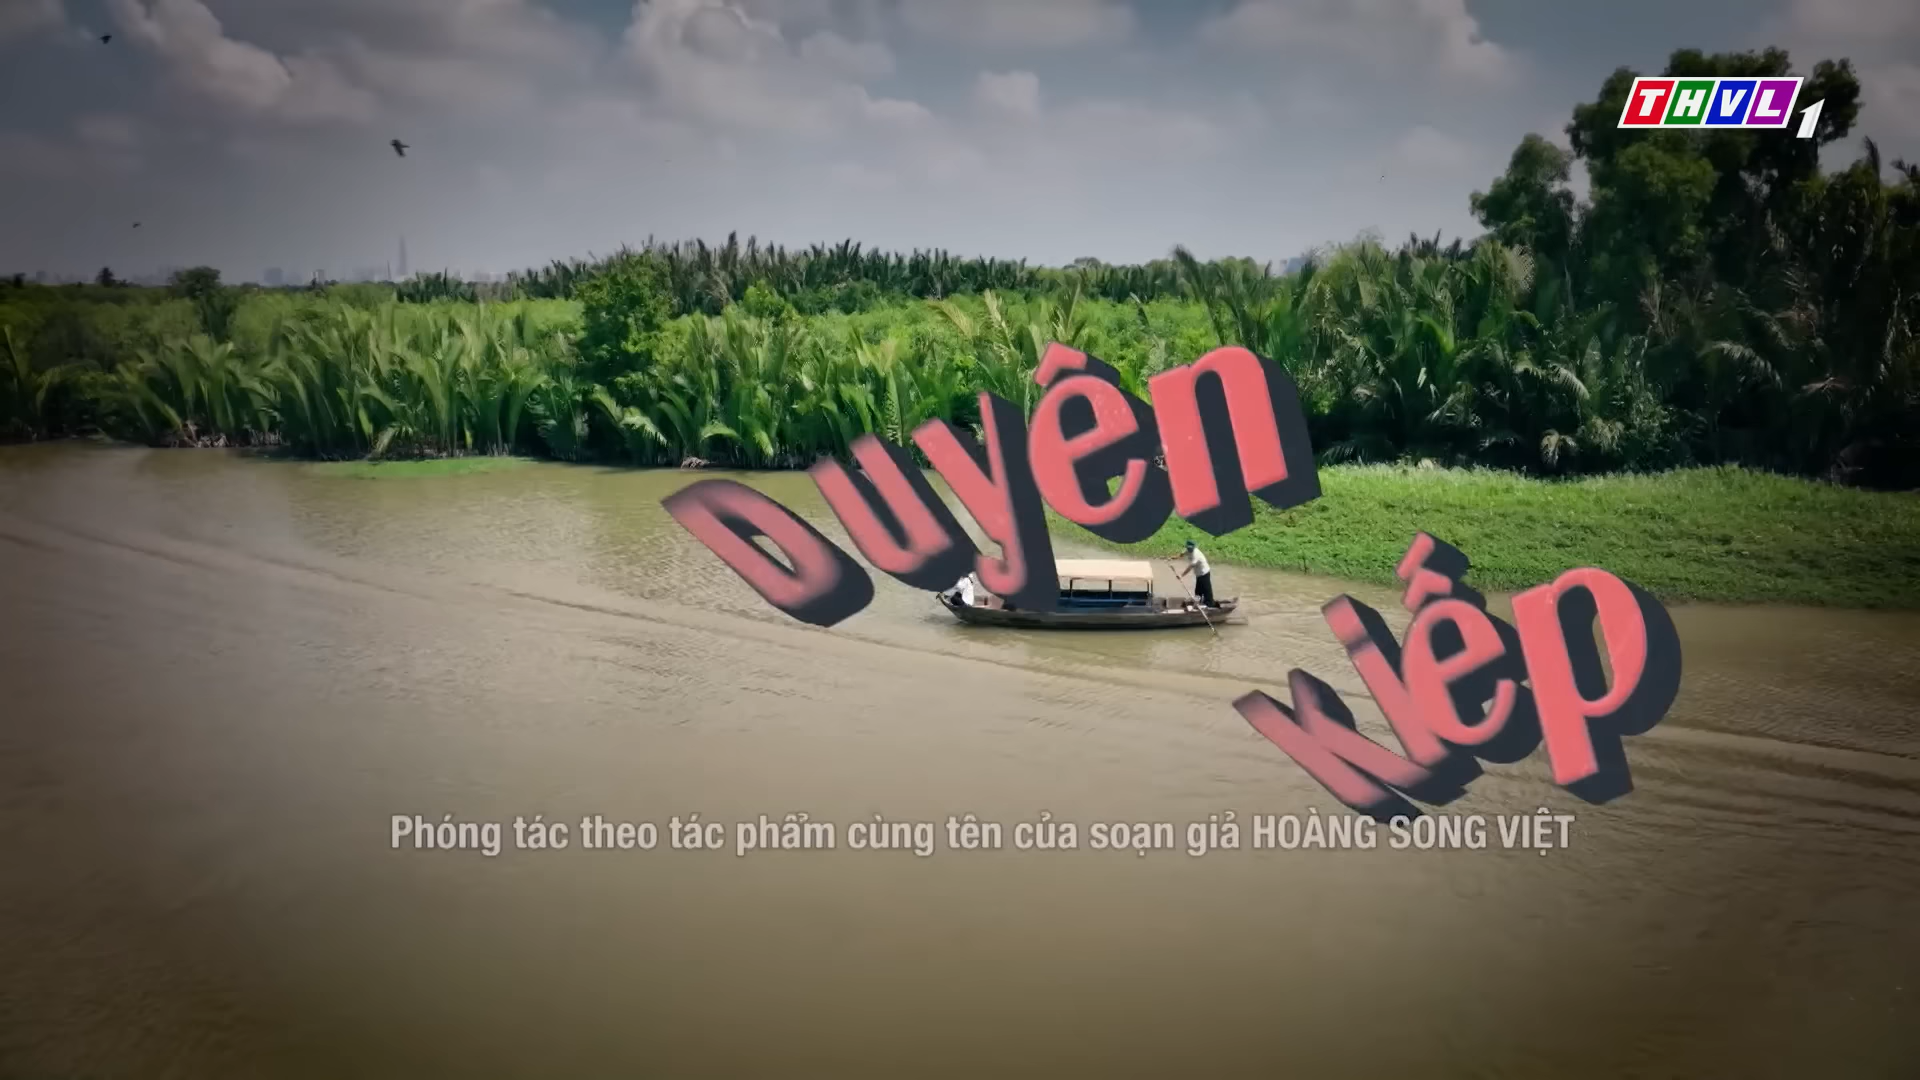 THVL1
Duyên
Kiếp
Phóng tác theo tác phẩm cùng tên của soạn giả HOÀNG SONG VIỆT